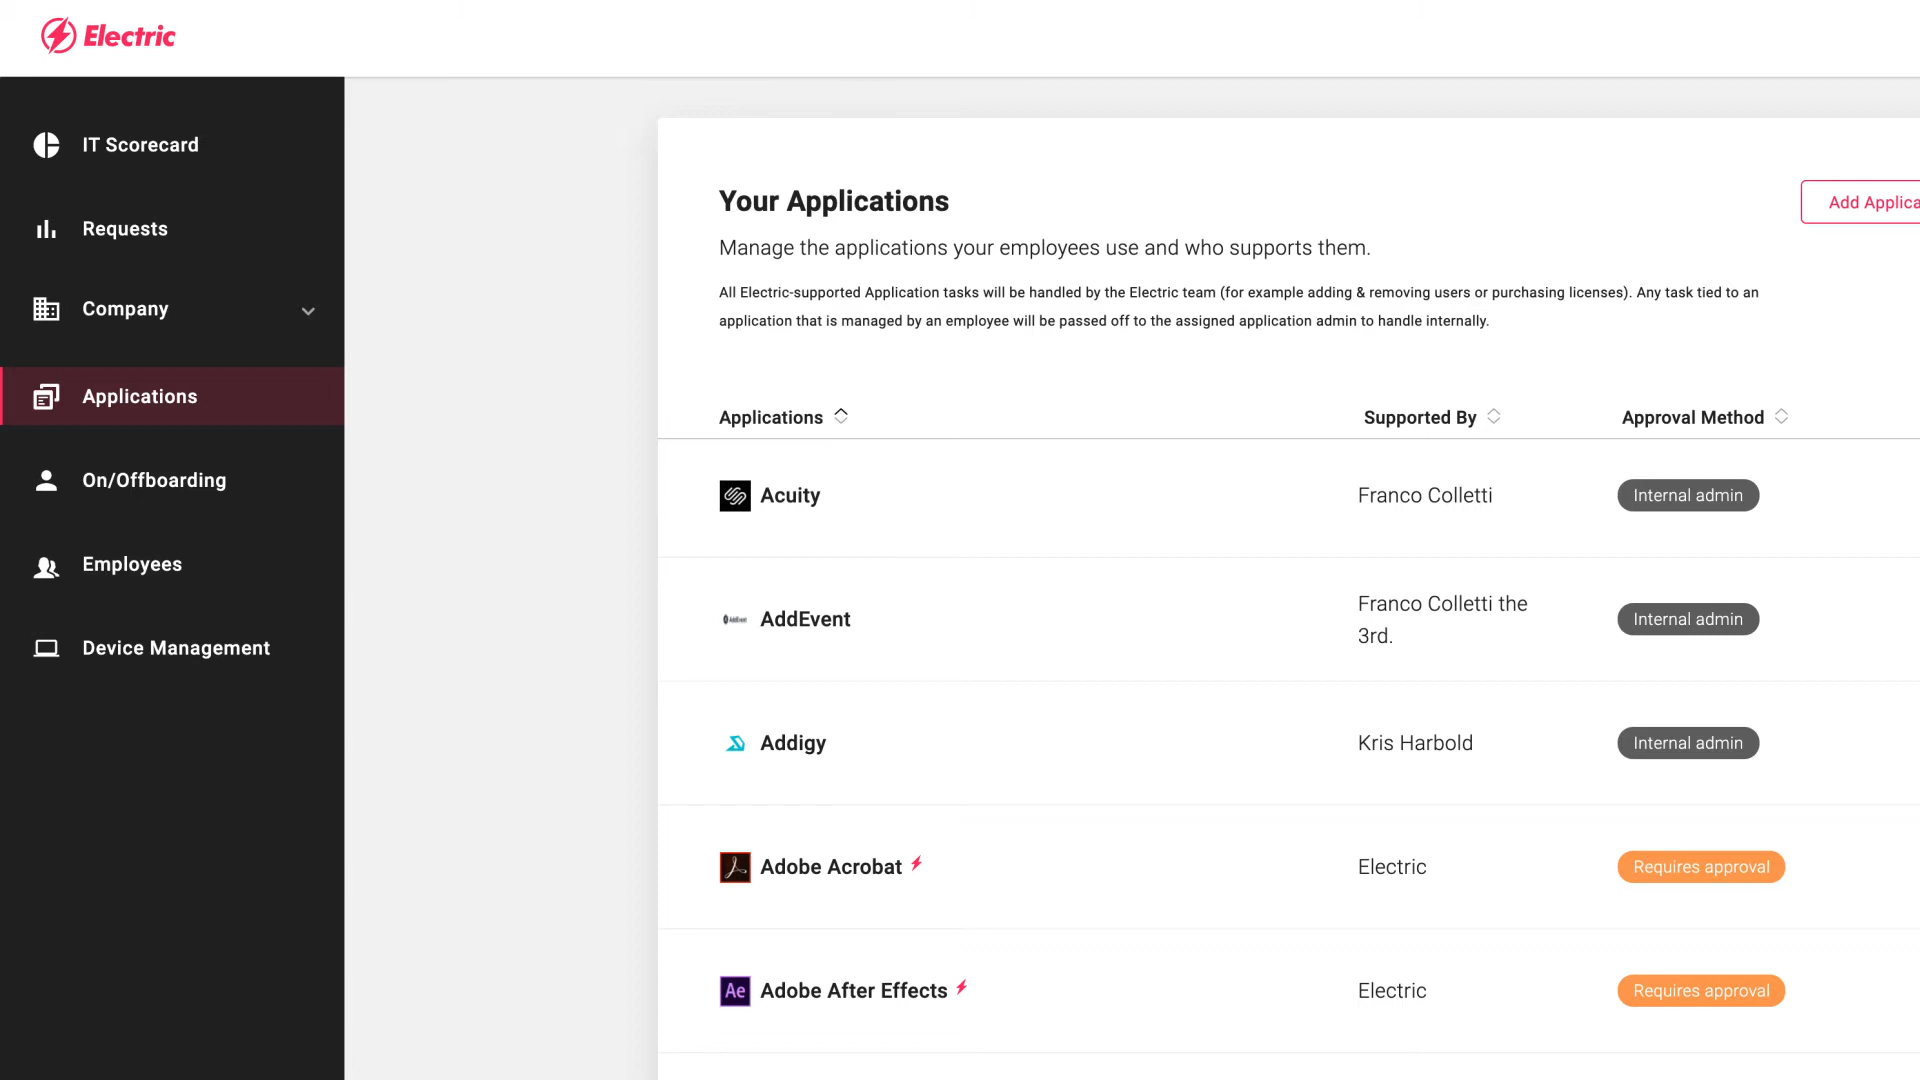 Electric
IT Scorecard
Requests
Company
Applications
On/Offboarding
Employees
Device Management
Your Applications
Add Applica
Manage the applications your employees use and who supports them.
All Electric-supported Application tasks will be handled by the Electric team (for example adding & removing users or purchasing licenses). Any task tied to an
application that is managed by an employee will be passed off to the assigned application admin to handle internally.
Applications Supported By Approval Method
Acuity Franco Colletti Internal admin
AddEvent Franco Colletti the
3rd. Internal admin
Addigy Kris Harbold Internal admin
Adobe Acrobat Electric Requires approval
Ae Adobe After Effects Electric Requires approval